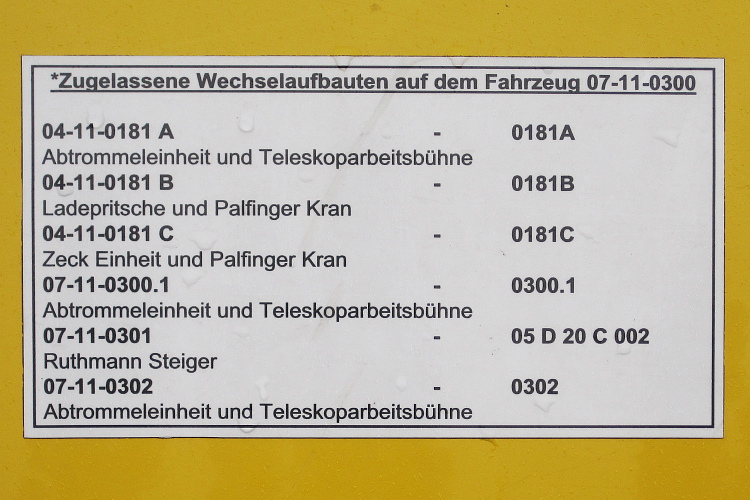 *Zugelassene Wechselaufbauten auf dem Fahrzeug 07-11-0300
04-11-0181 A - 0181A
Abtrommeleinheit und Teleskoparbeitsbühne
04-11-0181 B - 0181B
Ladepritsche und Palfinger Kran
04-11-0181 C - 0181C
Zeck Einheit und Palfinger Kran
07-11-0300.1 - 0300.1
Abtrommeleinheit und Teleskoparbeitsbühne
07-11-0301 - 05 D 20 C 002
Ruthmann Steiger
07-11-0302 - 0302
Abtrommeleinheit und Teleskoparbeitsbühne